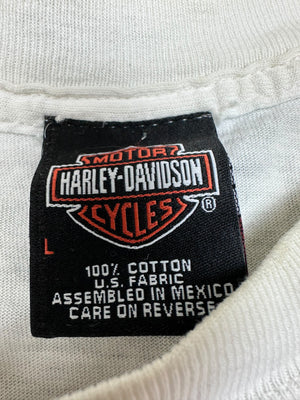 MOTOR
HARLEY-DAVIDSON
CYCLES ®
L
100% COTTON
U.S. FABRIC
ASSEMBLED IN MEXICO
CARE ON REVERSE